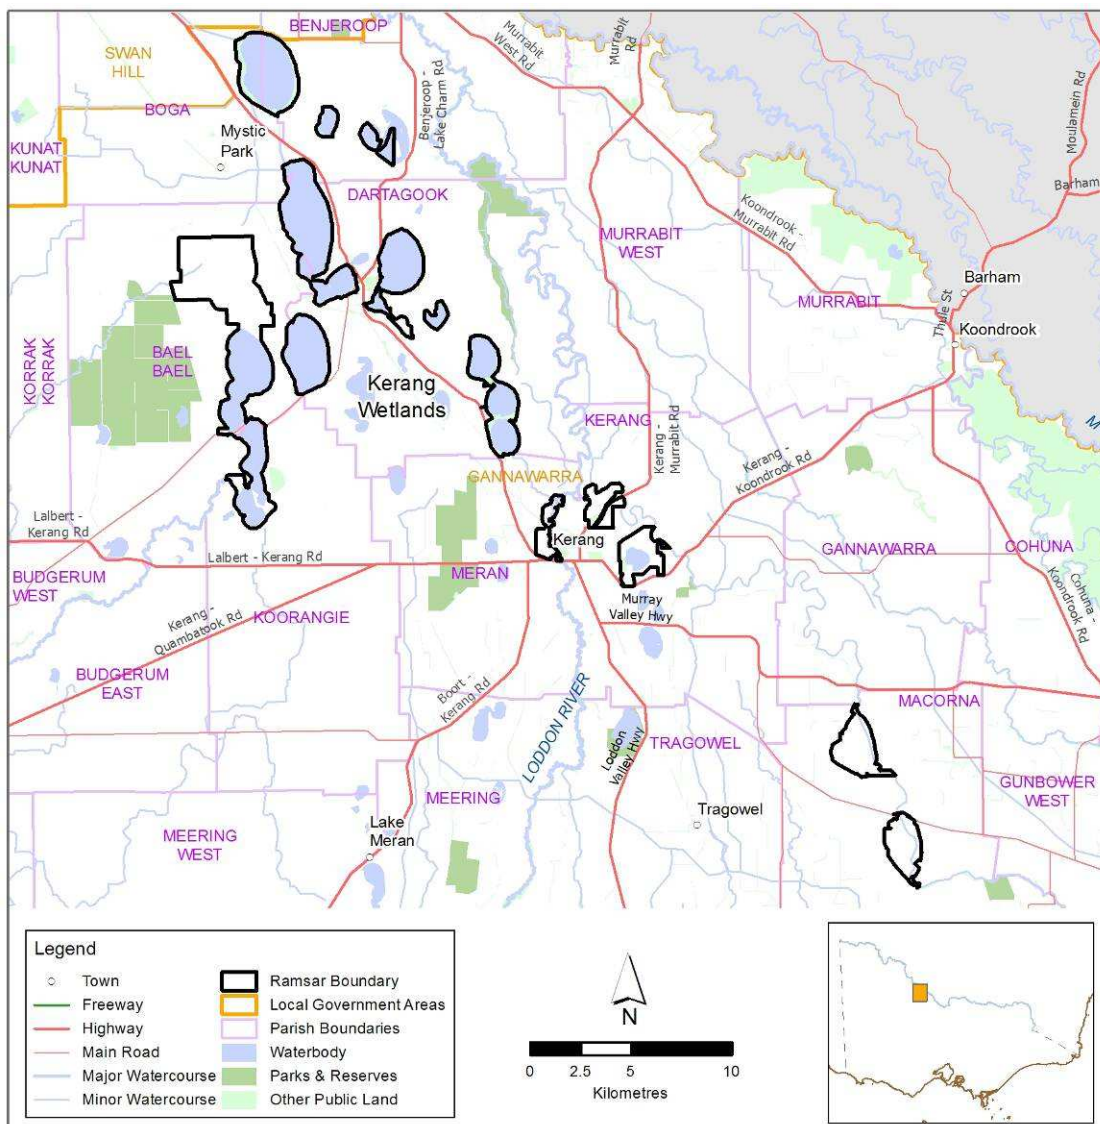 BENJEROOP
SWAN
HILL
BOGA
KUNAT
KUNAT
Mystic
Park
Murrabit
West Rd
Murrabit
Rd
Benjeroop -
Lake Charm Rd
Moulamein Rd
Barham
DARTAGOOK
Koondrook -
Murrabit Rd
MURRABIT
WEST
MURRABIT
Barham
Thule St
Koondrook
KORRAK
KORRAK
BAEL
BAEL
Kerang
Wetlands
KERANG
Kerang -
Murrabit Rd
Kerang -
Koondrook Rd
GANNAWARRA
Lalbert -
Kerang Rd
Lalbert - Kerang Rd
Kerang
GANNAWARRA
COHUNA
Cohuna -
Koondrook Rd
BUDGERUM
WEST
MERAN
Murray
Valley Hwy
Kerang -
Quambatook Rd
KOORANGIE
BUDGERUM
EAST
Boort -
Kerang Rd
LODDON RIVER
Loddon
Valley Hwy
TRAGOWEL
MACORNA
GUNBOWER
WEST
MEERING
MEERING
WEST
Lake
Meran
Tragowel
M
Legend
Town
Freeway
Highway
Main Road
Major Watercourse
Minor Watercourse
Ramsar Boundary
Local Government Areas
Parish Boundaries
Waterbody
Parks & Reserves
Other Public Land
N
0 2.5 5 10
Kilometres